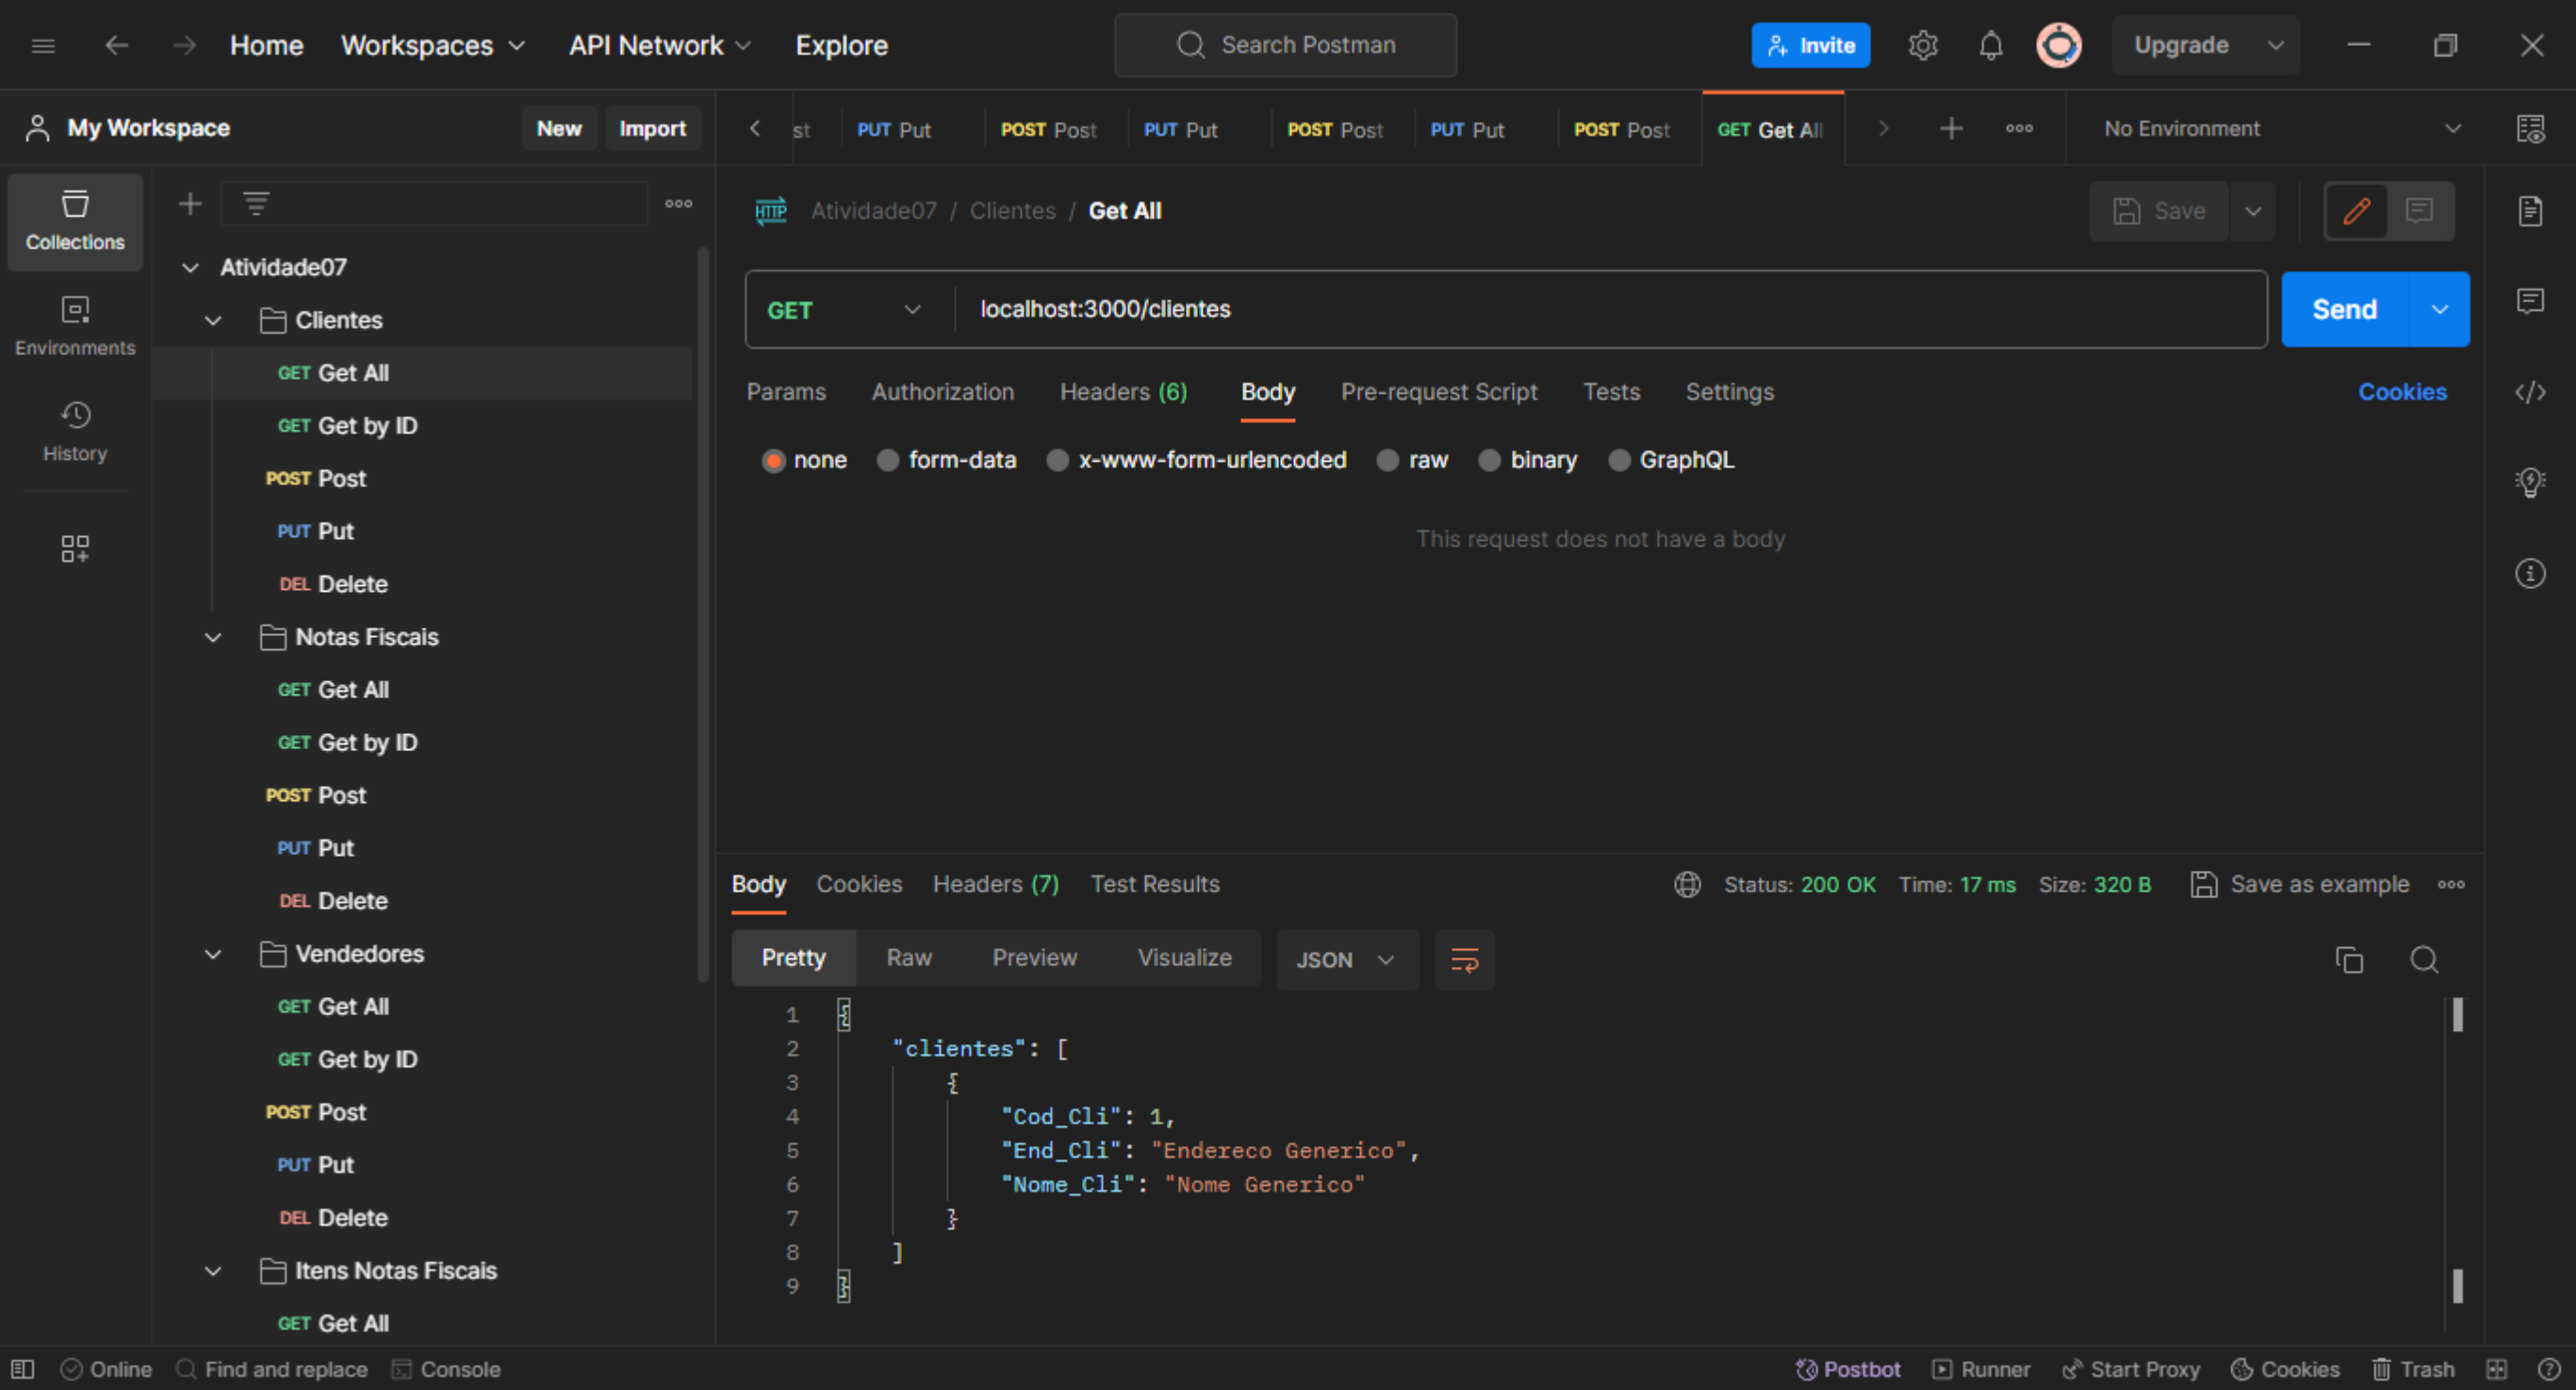 Home Workspaces API Network Explore Search Postman Invite Upgrade
My Workspace New Import
st PUT Put POST Post PUT Put POST Post PUT Put POST Post GET Get All No Environment
Collections
Environments
History
Atividade07
Clientes
GET Get All
GET Get by ID
POST Post
PUT Put
DEL Delete
Notas Fiscais
GET Get All
GET Get by ID
POST Post
PUT Put
DEL Delete
Vendedores
GET Get All
GET Get by ID
POST Post
PUT Put
DEL Delete
Itens Notas Fiscais
GET Get All
HTTP Atividade07 / Clientes / Get All Save
GET localhost:3000/clientes Send
Params Authorization Headers (6) Body Pre-request Script Tests Settings Cookies
none form-data x-www-form-urlencoded raw binary GraphQL
This request does not have a body
Body Cookies Headers (7) Test Results Status: 200 OK Time: 17 ms Size: 320 B Save as example
Pretty Raw Preview Visualize JSON
1 {
2 "clientes": [
3 {
4 "Cod_Cli": 1,
5 "End_Cli": "Endereco Generico",
6 "Nome_Cli": "Nome Generico"
7 }
8 ]
9 }
Online Find and replace Console Postbot Runner Start Proxy Cookies Trash